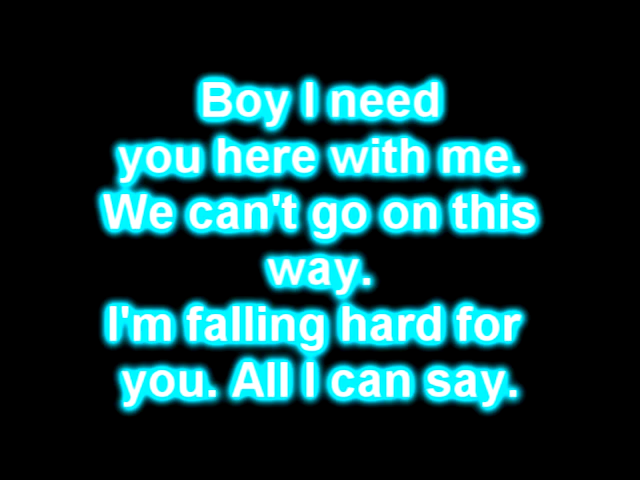 Boy I need
you here with me.
We can't go on this
way.
I'm falling hard for
you. All I can say.